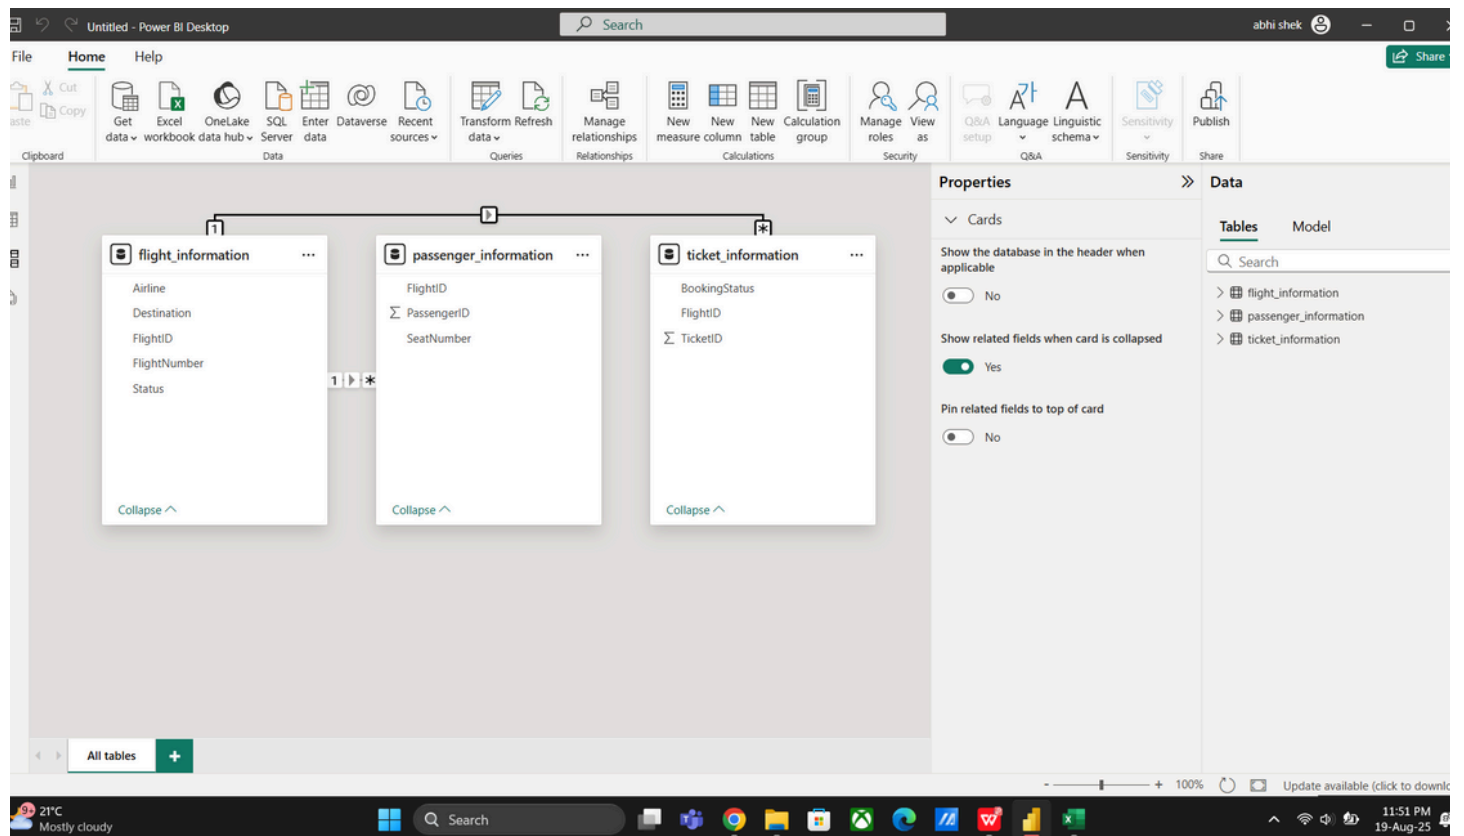 Untitled - Power BI Desktop
Search
abhi shek
File
Home
Help
Share
Cut
Copy
Get data
Excel workbook
OneLake data hub
SQL Server
Enter data
Dataverse
Recent sources
Transform data
Refresh
Manage relationships
New measure
New column
New table
Calculation group
Manage roles
View as
Q&A setup
Language
Linguistic schema
Sensitivity
Publish
Clipboard
Data
Queries
Relationships
Calculations
Security
Q&A
Sensitivity
Share
1
*
flight_information
Airline
Destination
FlightID
FlightNumber
Status
Collapse
1
*
passenger_information
FlightID
∑ PassengerID
SeatNumber
Collapse
ticket_information
BookingStatus
FlightID
∑ TicketID
Collapse
Properties
Cards
Show the database in the header when
applicable
No
Show related fields when card is collapsed
Yes
Pin related fields to top of card
No
Data
Tables
Model
Search
flight_information
passenger_information
ticket_information
All tables
+
- + 100%
Update available (click to downlo
9+
21°C
Mostly cloudy
Search
11:51 PM
19-Aug-25